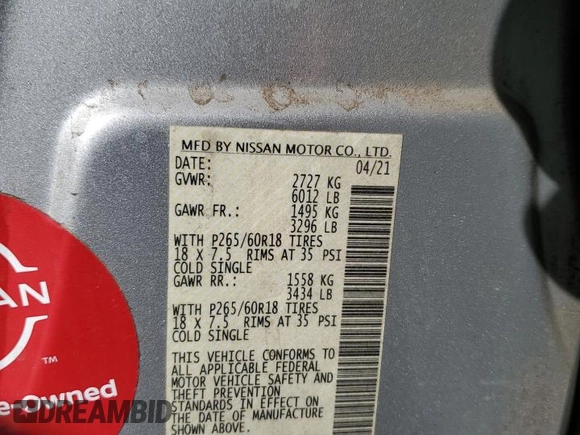 MFD BY NISSAN MOTOR CO., LTD.
DATE: 04/21
GVWR: 2727 KG
6012 LB
GAWR FR.: 1495 KG
3296 LB
WITH P265/60R18 TIRES
18 X 7.5 RIMS AT 35 PSI
COLD SINGLE
GAWR RR.: 1558 KG
3434 LB
WITH P265/60R18 TIRES
18 X 7.5 RIMS AT 35 PSI
COLD SINGLE
THIS VEHICLE CONFORMS TO
ALL APPLICABLE FEDERAL
MOTOR VEHICLE SAFETY AND
THEFT PREVENTION
STANDARDS IN EFFECT ON
THE DATE OF MANUFACTURE
SHOWN ABOVE.
SAN
TM
e-Owned
DREAMBID